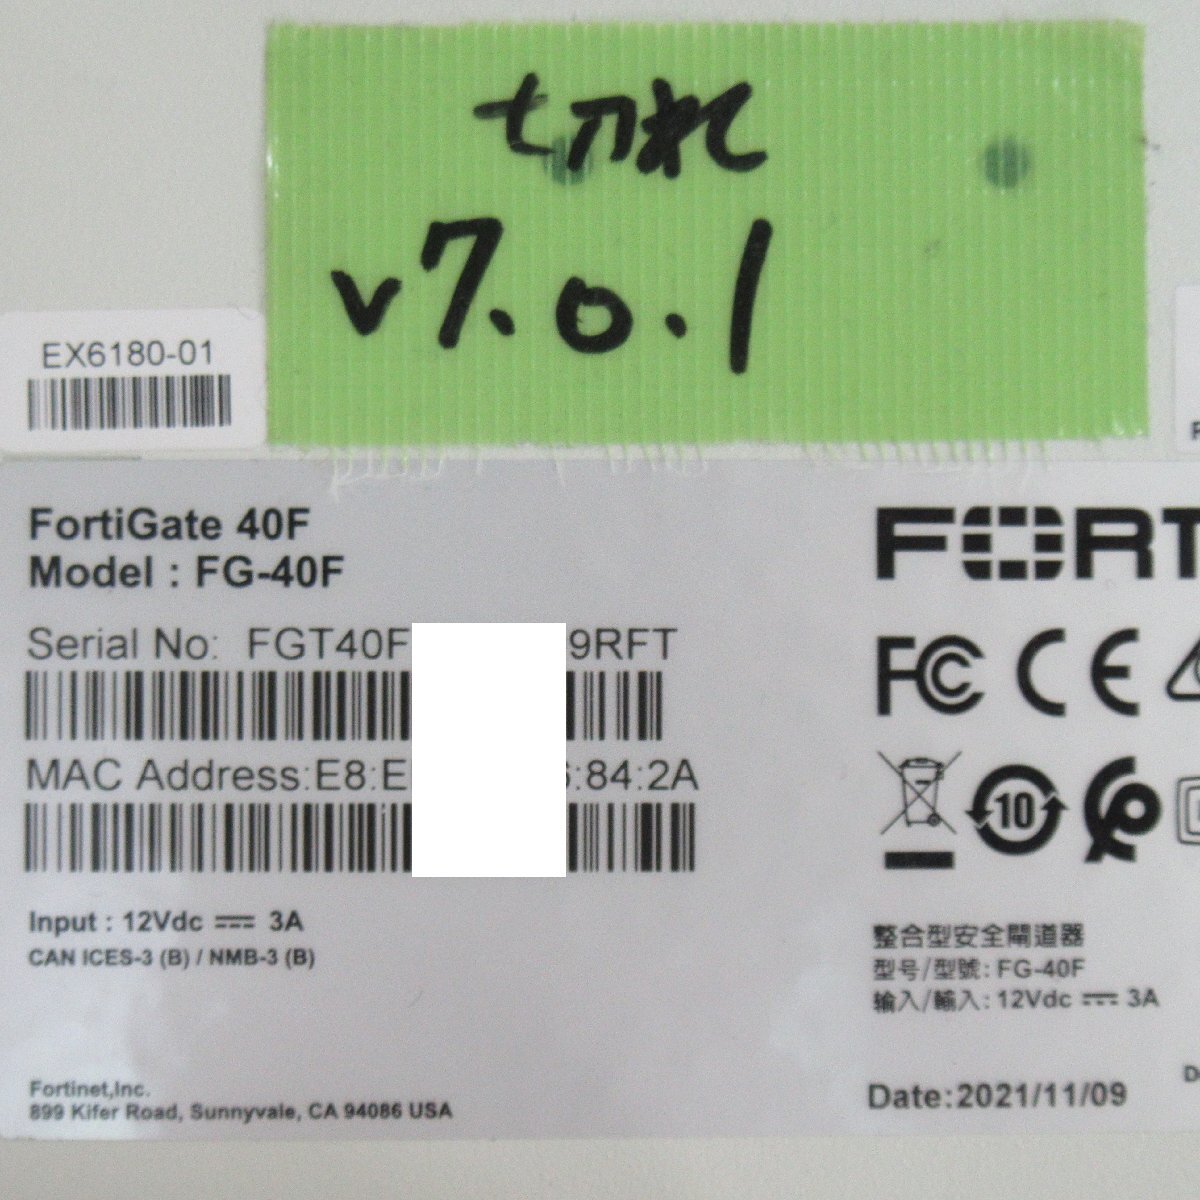 切れ
v7.0.1
EX6180-01
FortiGate 40F
Model : FG-40F
Serial No: FGT40F 9RFT
MAC Address:E8:E :84:2A
Input : 12Vdc ⎓ 3A
CAN ICES-3 (B) / NMB-3 (B)
Fortinet,Inc.
899 Kifer Road, Sunnyvale, CA 94086 USA
FORT
FC CE
10
整合型安全閘道器
型号/型號: FG-40F
输入/輸入: 12Vdc ⎓ 3A
Date:2021/11/09